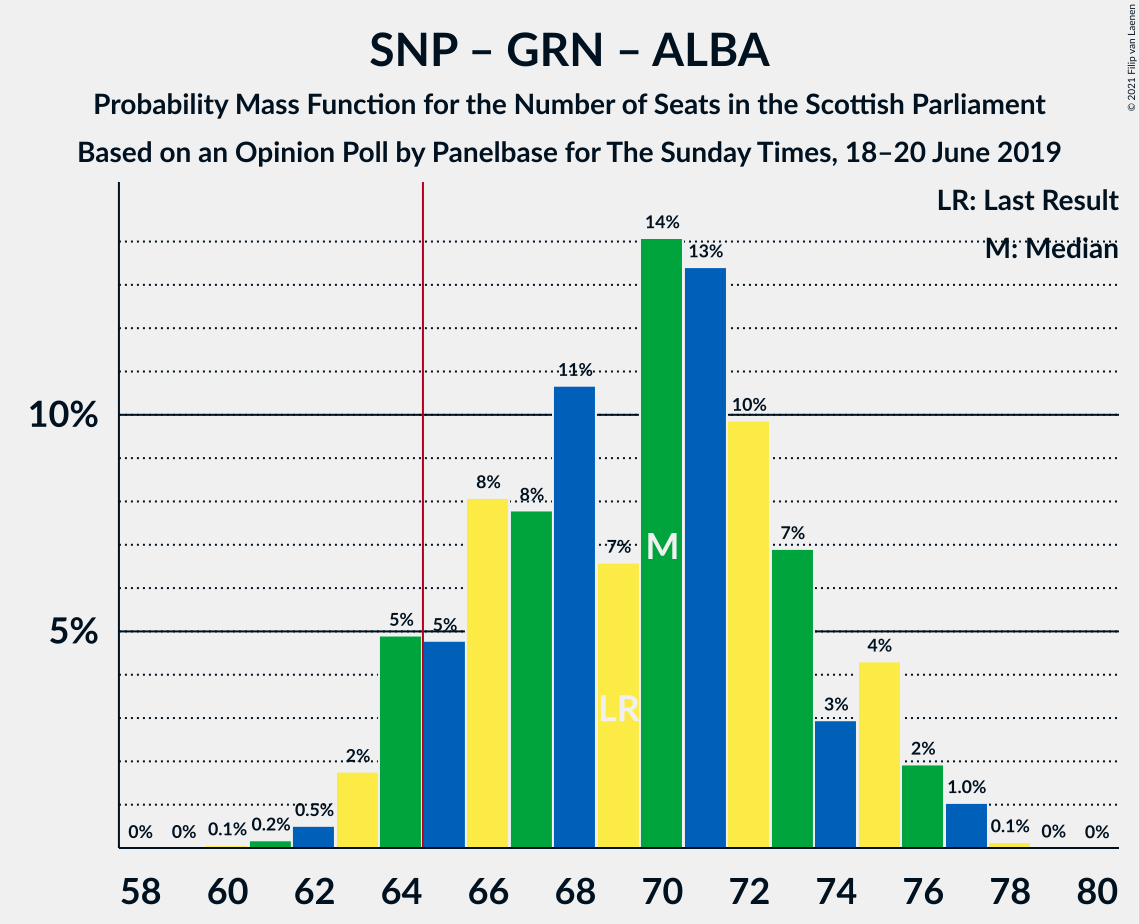 SNP – GRN – ALBA
Probability Mass Function for the Number of Seats in the Scottish Parliament
Based on an Opinion Poll by Panelbase for The Sunday Times, 18–20 June 2019
© 2021 Filip van Laenen
LR: Last Result
M: Median
10%
5%
0%
0%
0.1%
0.2%
0.5%
2%
5%
5%
8%
8%
11%
7%
14%
13%
10%
7%
3%
4%
2%
1.0%
0.1%
0%
0%
LR
M
58 60 62 64 66 68 70 72 74 76 78 80